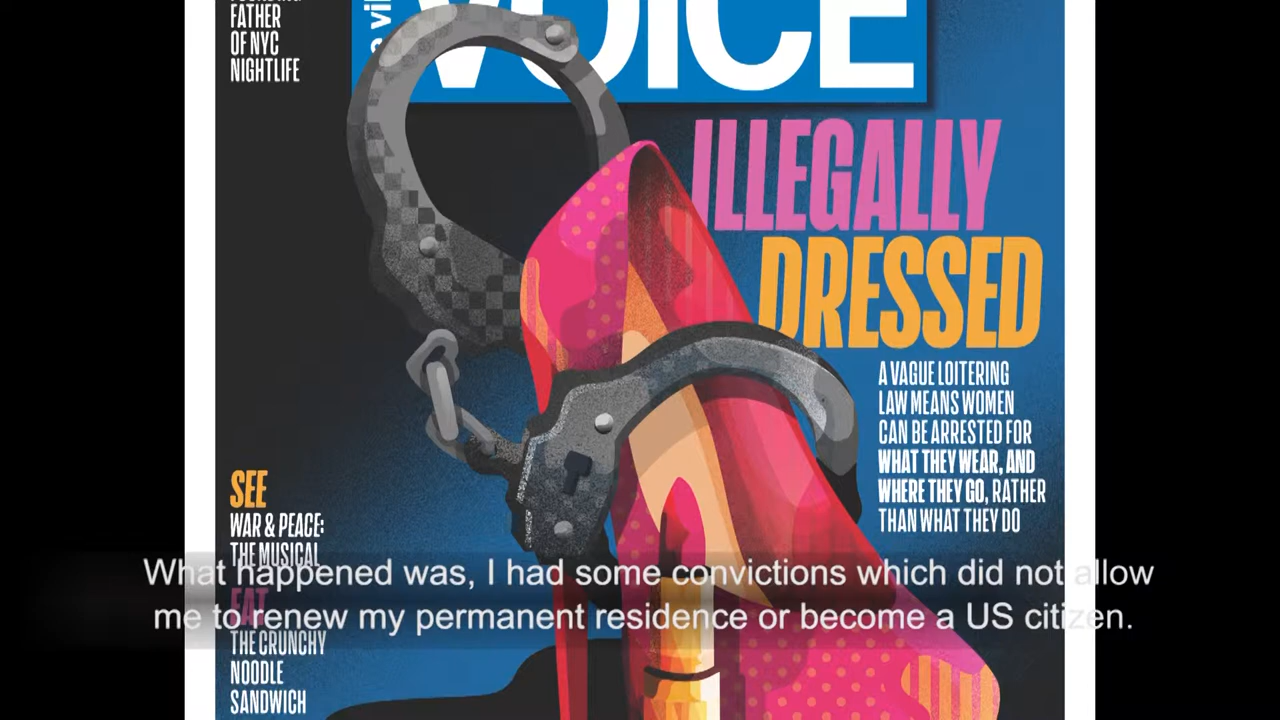 FATHER
OF NYC
NIGHTLIFE
VOICE
ILLEGALLY
DRESSED
A VAGUE LOITERING
LAW MEANS WOMEN
CAN BE ARRESTED FOR
WHAT THEY WEAR, AND
WHERE THEY GO, RATHER
THAN WHAT THEY DO
SEE
WAR & PEACE:
THE MUSICAL
EAT
THE CRUNCHY
NOODLE
SANDWICH
What happened was, I had some convictions which did not allow
me to renew my permanent residence or become a US citizen.